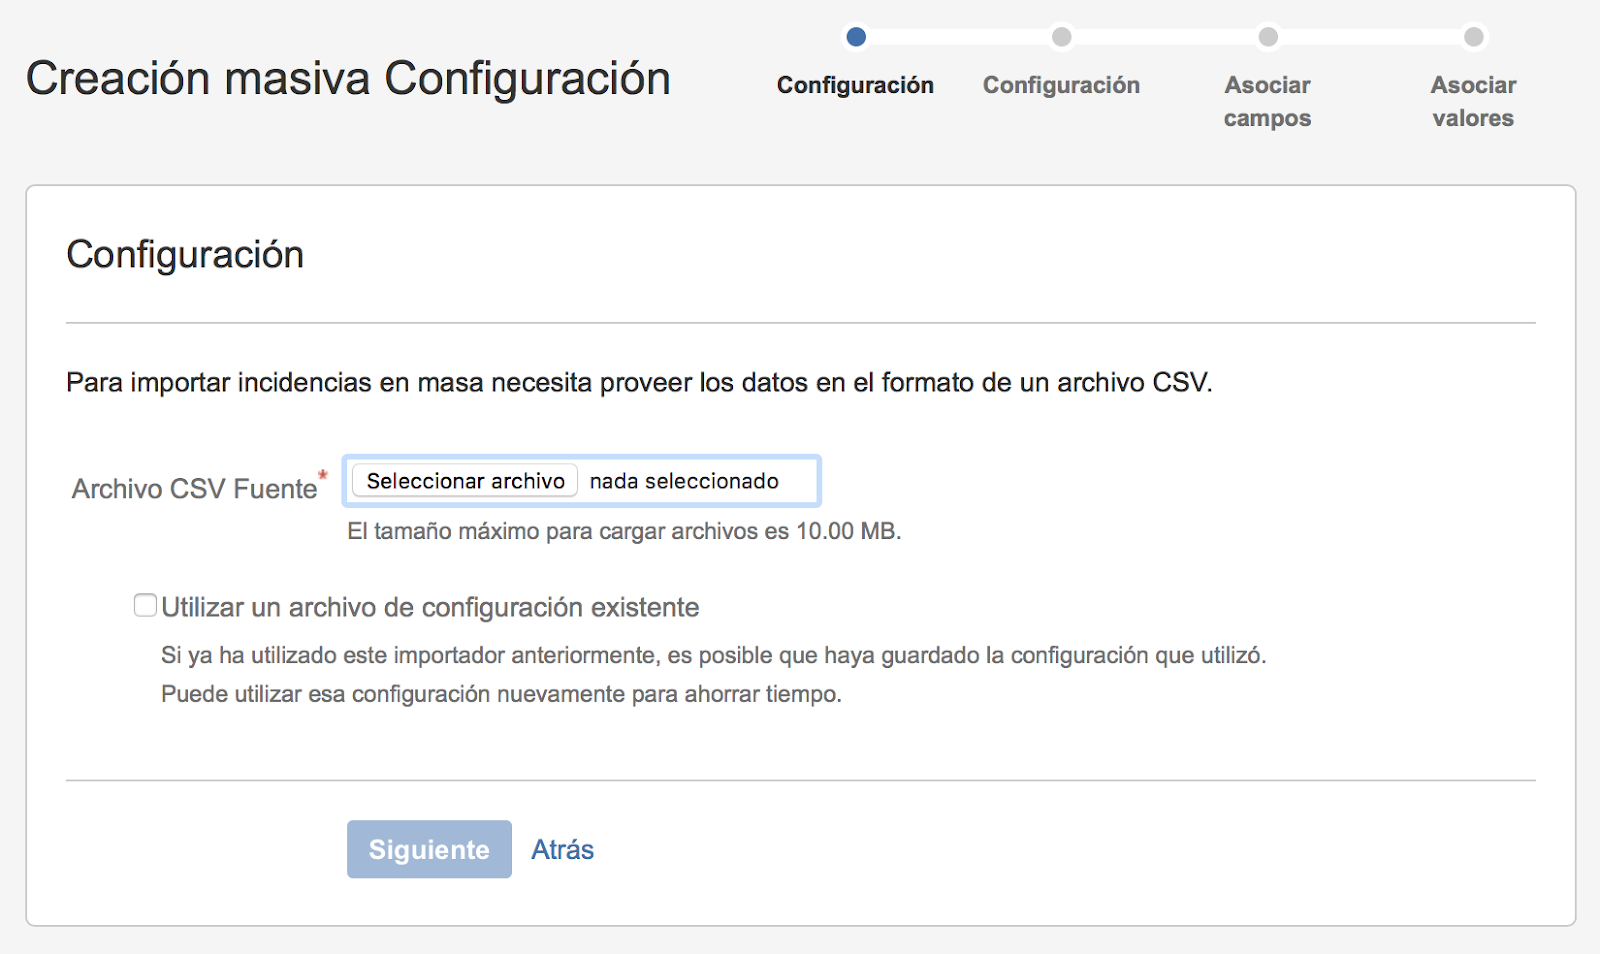 Creación masiva Configuración
Configuración
Configuración
Asociar
campos
Asociar
valores
Configuración
Para importar incidencias en masa necesita proveer los datos en el formato de un archivo CSV.
Archivo CSV Fuente*
Seleccionar archivo nada seleccionado
El tamaño máximo para cargar archivos es 10.00 MB.
Utilizar un archivo de configuración existente
Si ya ha utilizado este importador anteriormente, es posible que haya guardado la configuración que utilizó.
Puede utilizar esa configuración nuevamente para ahorrar tiempo.
Siguiente Atrás